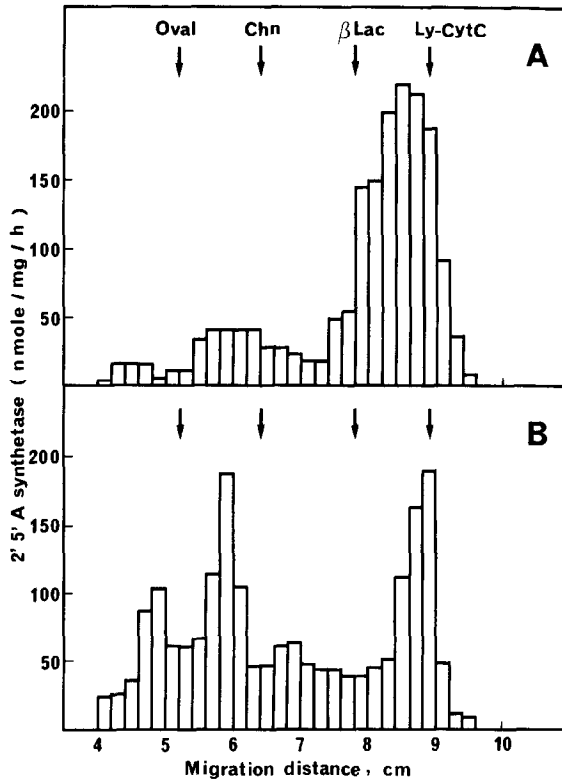 Oval Chn βLac Ly-CytC
A
200
150
100
50
B
200
150
100
50
2' 5' A synthetase ( nmole / mg / h )
4 5 6 7 8 9 10
Migration distance, cm